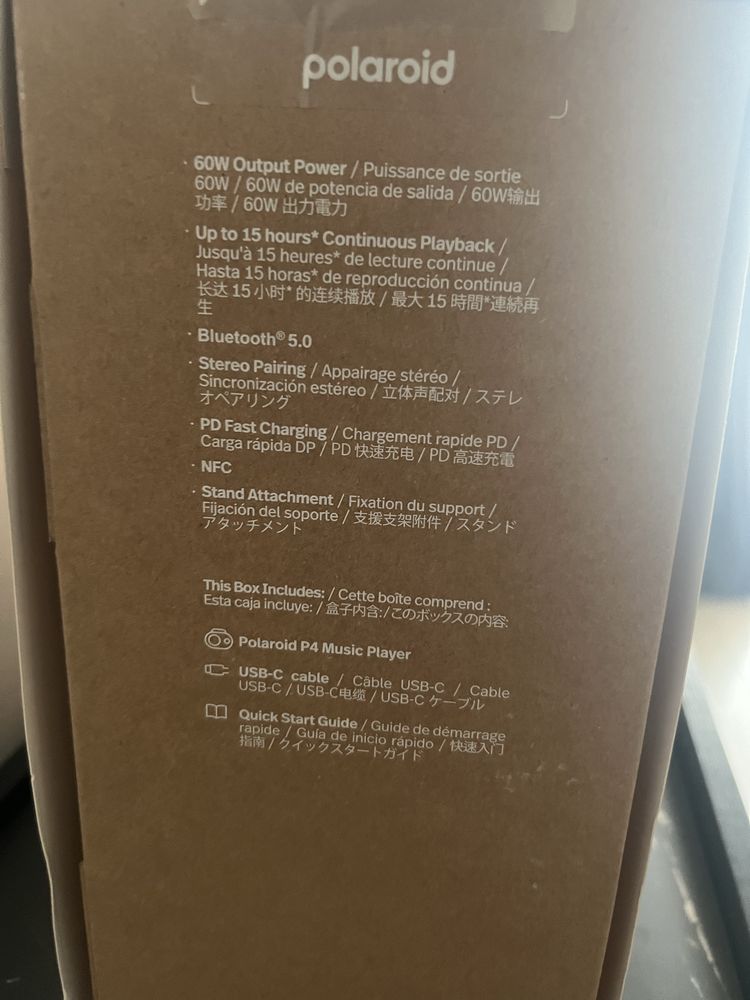 polaroid
· 60W Output Power / Puissance de sortie
60W / 60W de potencia de salida / 60W输出
功率 / 60W 出力電力
· Up to 15 hours* Continuous Playback /
Jusqu'à 15 heures* de lecture continue /
Hasta 15 horas* de reproducción continua /
长达 15 小时* 的连续播放 / 最大 15 時間*連続再
生
· Bluetooth® 5.0
· Stereo Pairing / Appairage stéréo /
Sincronización estéreo / 立体声配对 / ステレ
オペアリング
· PD Fast Charging / Chargement rapide PD /
Carga rápida DP / PD 快速充电 / PD 高速充電
· NFC
· Stand Attachment / Fixation du support /
Fijación del soporte / 支援支架附件 / スタンド
アタッチメント
This Box Includes: / Cette boîte comprend :
Esta caja incluye: / 盒子内含:/このボックスの内容:
Polaroid P4 Music Player
USB-C cable / Câble USB-C / Cable
USB-C / USB-C电缆 / USB-C ケーブル
Quick Start Guide / Guide de démarrage
rapide / Guía de inicio rápido / 快速入门
指南 / クイックスタートガイド